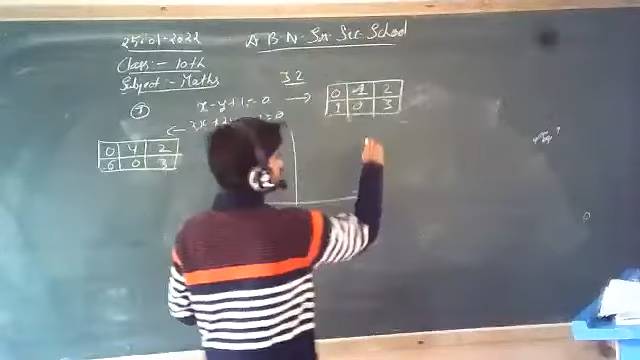 25-01-2022
A B N Sr. Sec. School
Class:- 10th
Subject:- Maths
3.2
x - y + 1 = 0 →
0 -1 2
1 0 3
0 4 2
6 0 3